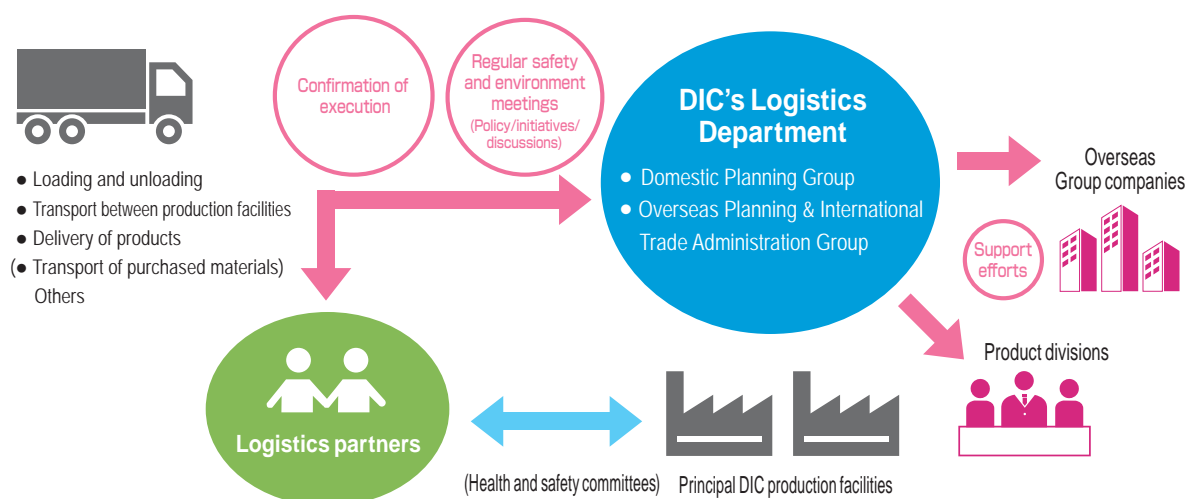 Confirmation of
execution
Regular safety
and environment
meetings
(Policy/initiatives/
discussions)
DIC's Logistics
Department
● Domestic Planning Group
● Overseas Planning & International
Trade Administration Group
Overseas
Group companies
● Loading and unloading
● Transport between production facilities
● Delivery of products
(● Transport of purchased materials)
Others
Support
efforts
Product divisions
Logistics partners
(Health and safety committees)
Principal DIC production facilities